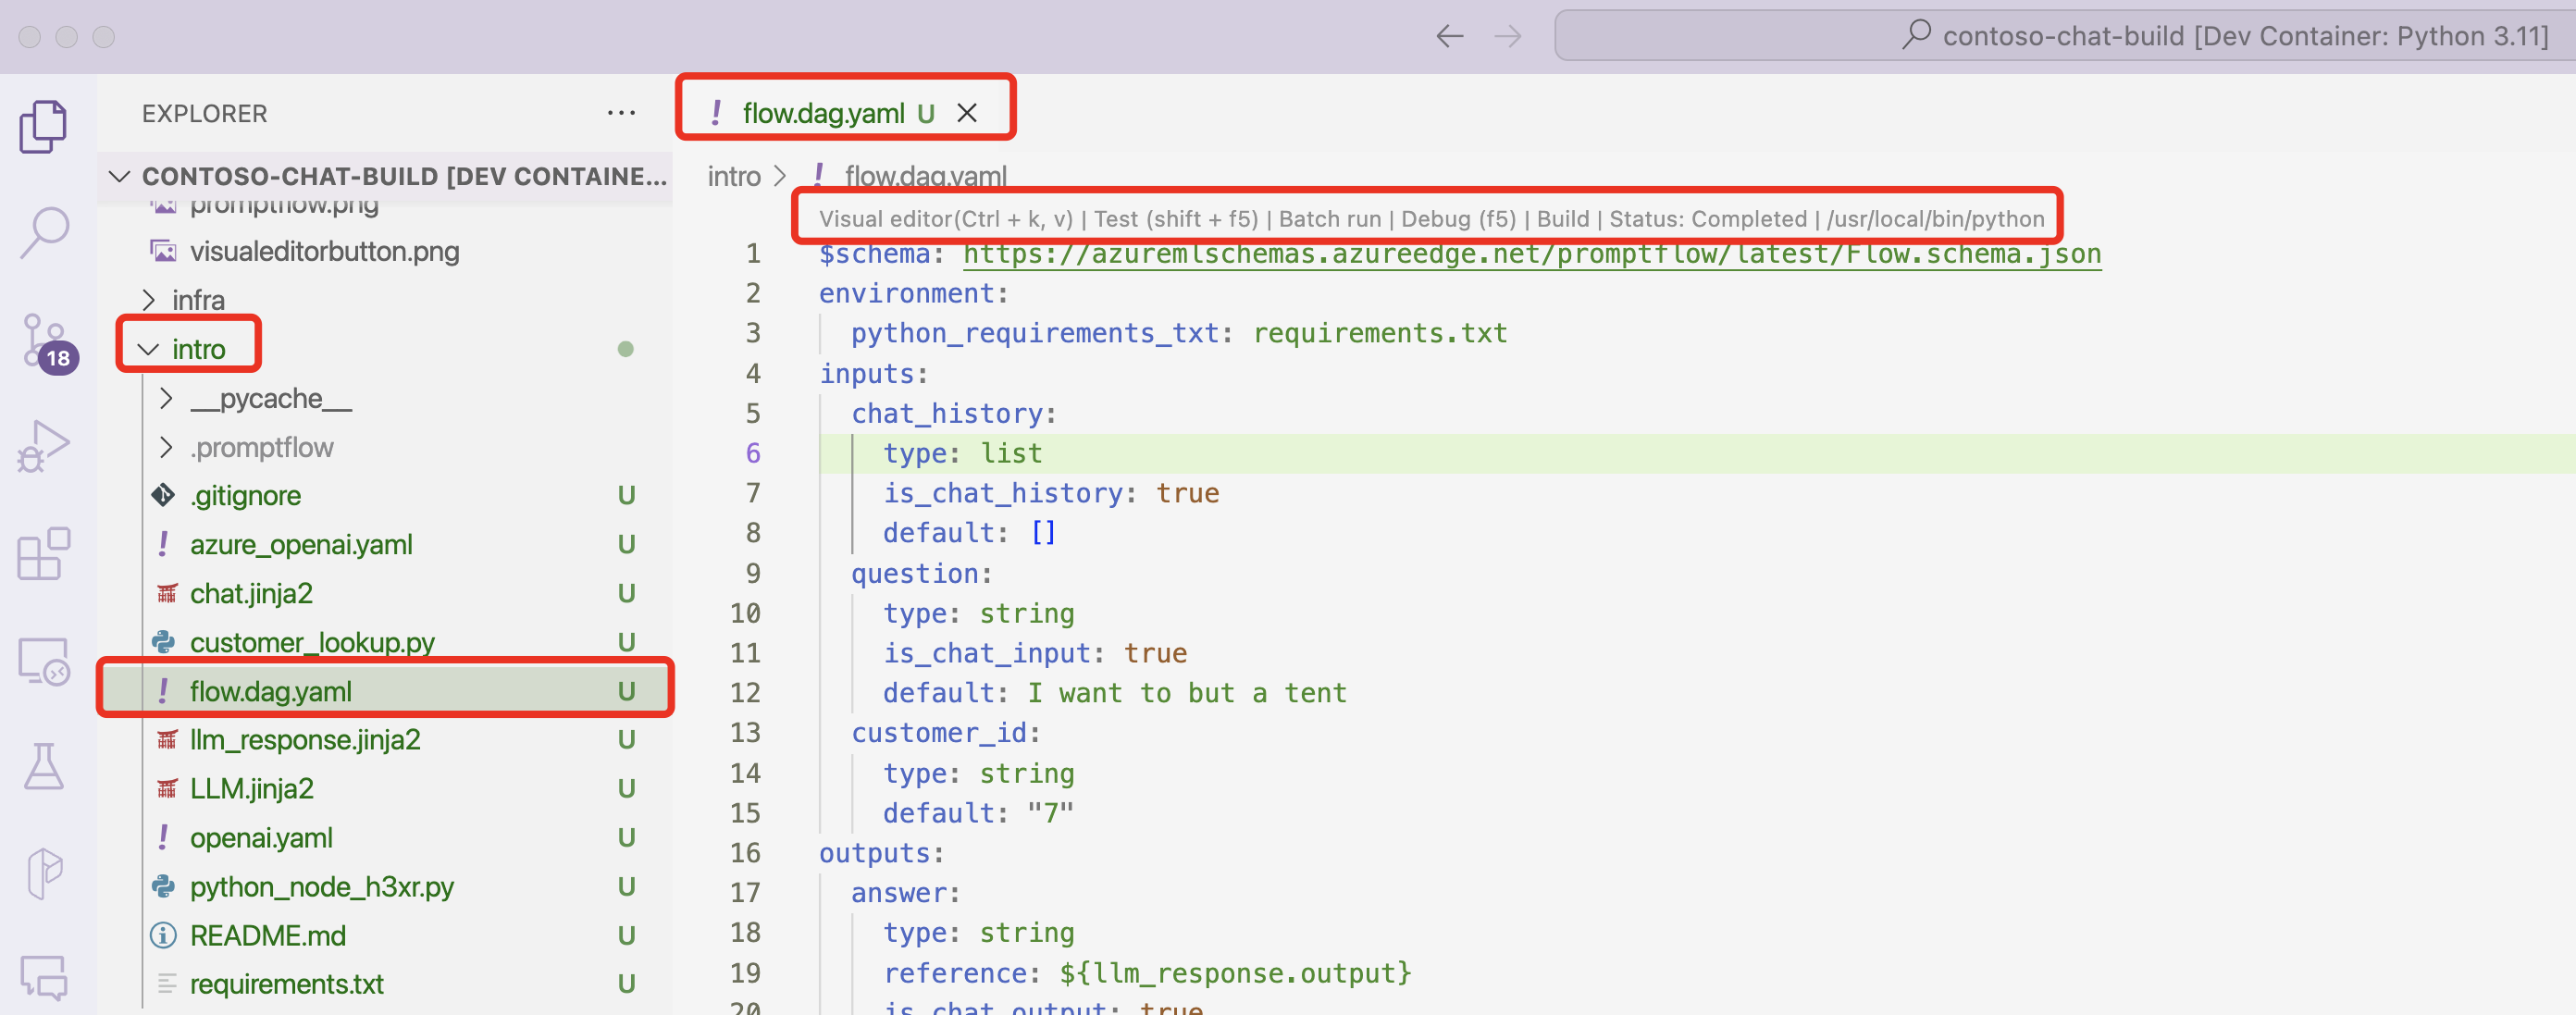 contoso-chat-build [Dev Container: Python 3.11]
EXPLORER
CONTOSO-CHAT-BUILD [DEV CONTAINE...
promptflow.png
visualeditorbutton.png
infra
intro
__pycache__
.promptflow
.gitignore U
azure_openai.yaml U
chat.jinja2 U
customer_lookup.py U
flow.dag.yaml U
llm_response.jinja2 U
LLM.jinja2 U
openai.yaml U
python_node_h3xr.py U
README.md U
requirements.txt U
18
flow.dag.yaml U
intro > ! flow.dag.yaml
Visual editor(Ctrl + k, v) | Test (shift + f5) | Batch run | Debug (f5) | Build | Status: Completed | /usr/local/bin/python
1 $schema: https://azuremlschemas.azureedge.net/promptflow/latest/Flow.schema.json
2 environment:
3 python_requirements_txt: requirements.txt
4 inputs:
5 chat_history:
6 type: list
7 is_chat_history: true
8 default: []
9 question:
10 type: string
11 is_chat_input: true
12 default: I want to but a tent
13 customer_id:
14 type: string
15 default: "7"
16 outputs:
17 answer:
18 type: string
19 reference: ${llm_response.output}
20 is_chat_output: true